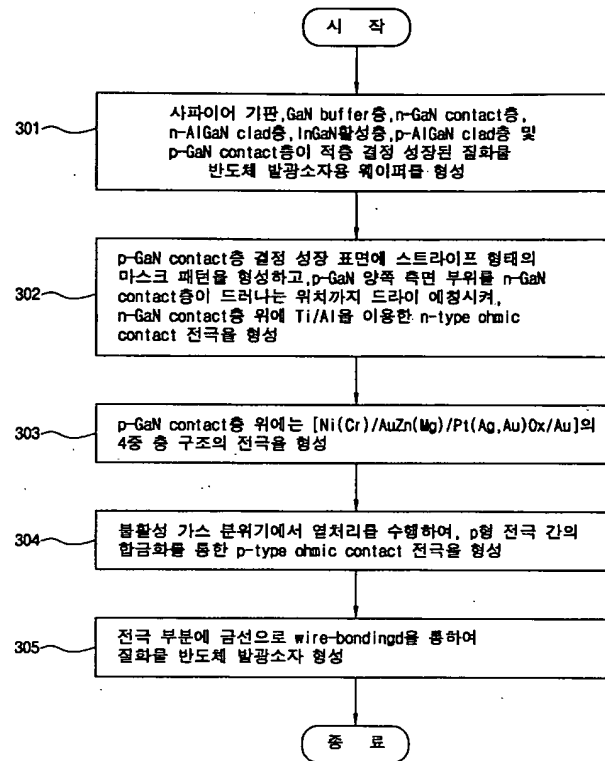 시 작
301
사파이어 기판,GaN buffer층,n-GaN contact층,
n-AlGaN clad층,InGaN활성층,p-AlGaN clad층 및
p-GaN contact층이 적층 결정 성장된 질화물
반도체 발광소자용 웨이퍼를 형성
302
p-GaN contact층 결정 성장 표면에 스트라이프 형태의
마스크 패턴을 형성하고,p-GaN 양쪽 측면 부위를 n-GaN
contact층이 드러나는 위치까지 드라이 에칭시켜,
n-GaN contact층 위에 Ti/Al을 이용한 n-type ohmic
contact 전극을 형성
303
p-GaN contact층 위에는 [Ni(Cr)/AuZn(Mg)/Pt(Ag,Au)Ox/Au]의
4중 층 구조의 전극을 형성
304
불활성 가스 분위기에서 열처리를 수행하여, p형 전극 간의
합금화를 통한 p-type ohmic contact 전극을 형성
305
전극 부분에 금선으로 wire-bondingd을 통하여
질화물 반도체 발광소자 형성
종 료